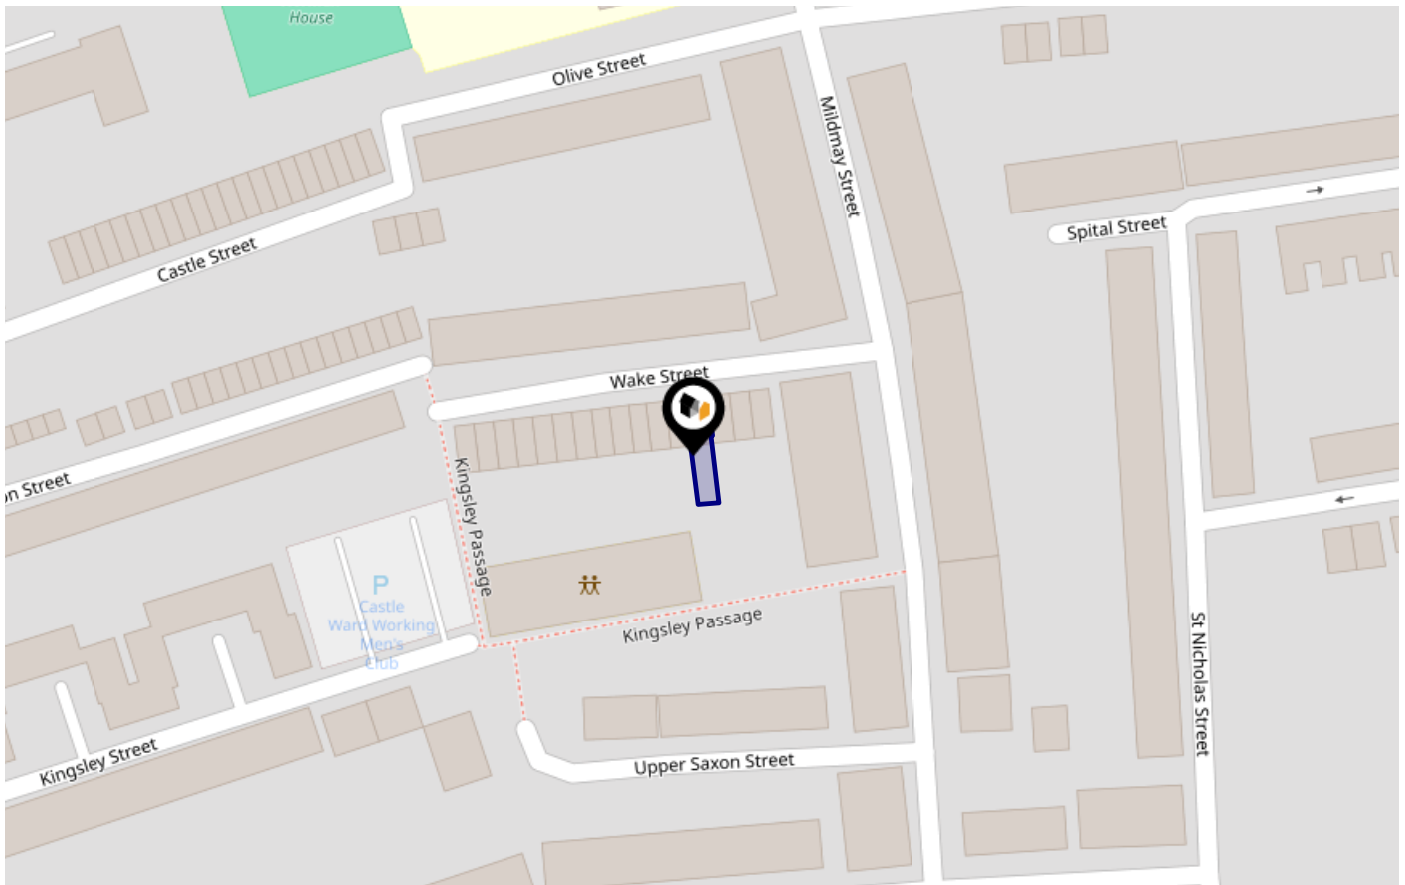 House
Olive Street
Mildmay Street
Spital Street
Castle Street
Wake Street
on Street
Kingsley Passage
P
Castle
Ward Working
Men's
Club
Kingsley Passage
St Nicholas Street
Kingsley Street
Upper Saxon Street